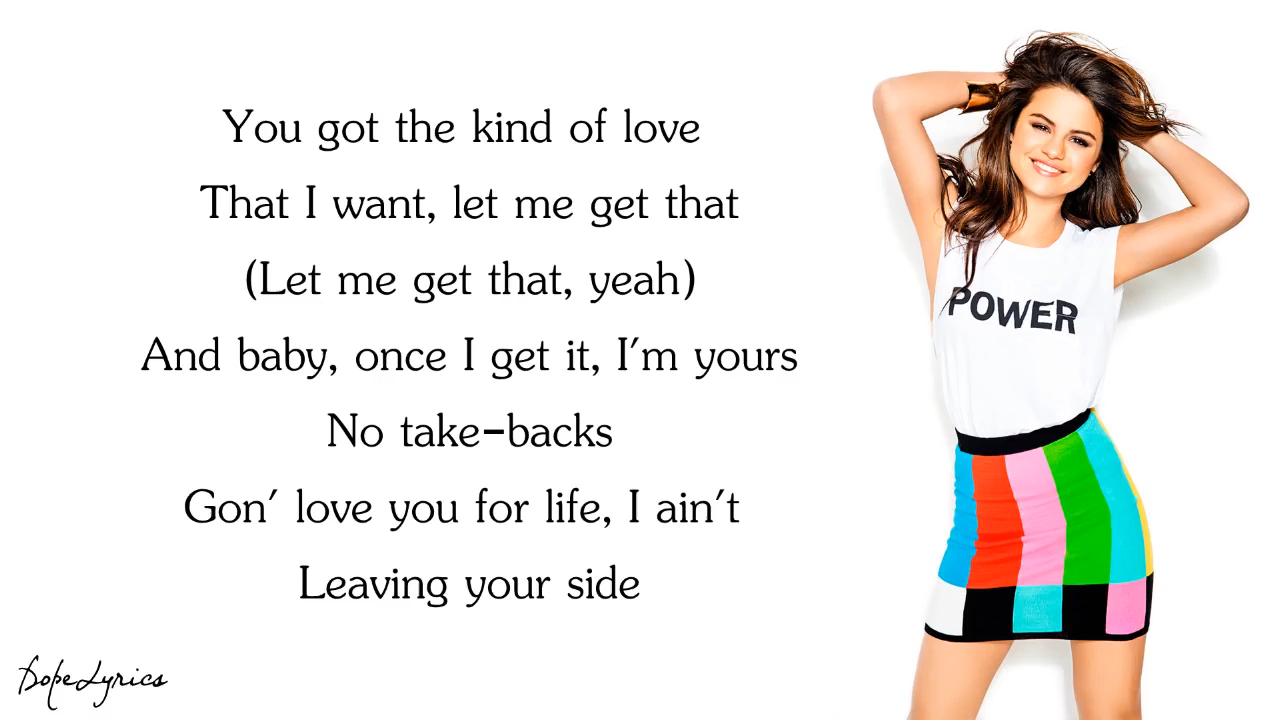 You got the kind of love
That I want, let me get that
(Let me get that, yeah)
And baby, once I get it, I'm yours
No take-backs
Gon' love you for life, I ain't
Leaving your side
POWER
DopeLyrics